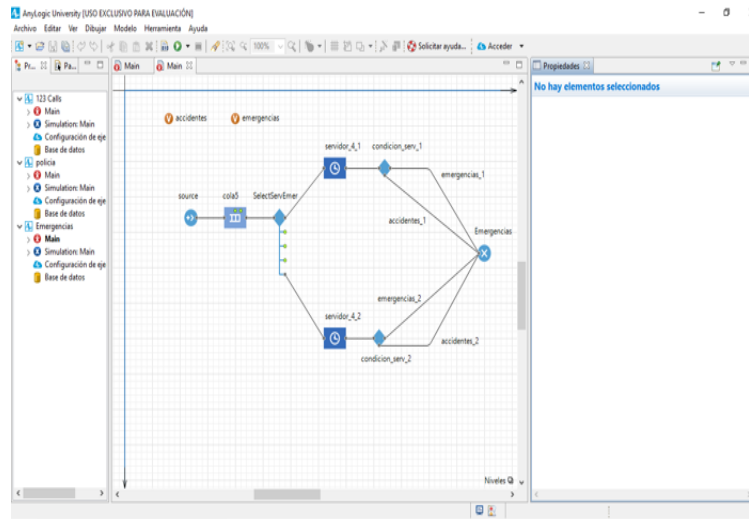 AnyLogic University [USO EXCLUSIVO PARA EVALUACIÓN]
Archivo Editar Ver Dibujar Modelo Herramienta Ayuda
100%
Solicitar ayuda...
Acceder
Pr...
Pa...
Main
Main
Propiedades
No hay elementos seleccionados
123 Calls
Main
Simulation: Main
Configuración de eje
Base de datos
policia
Main
Simulation: Main
Configuración de eje
Base de datos
Emergencias
Main
Simulation: Main
Configuración de eje
Base de datos
accidentes
emergencias
servidor_4_1
condicion_serv_1
emergencias_1
source
cola5
SelectServEmer
accidentes_1
Emergencias
emergencias_2
servidor_4_2
accidentes_2
condicion_serv_2
Niveles